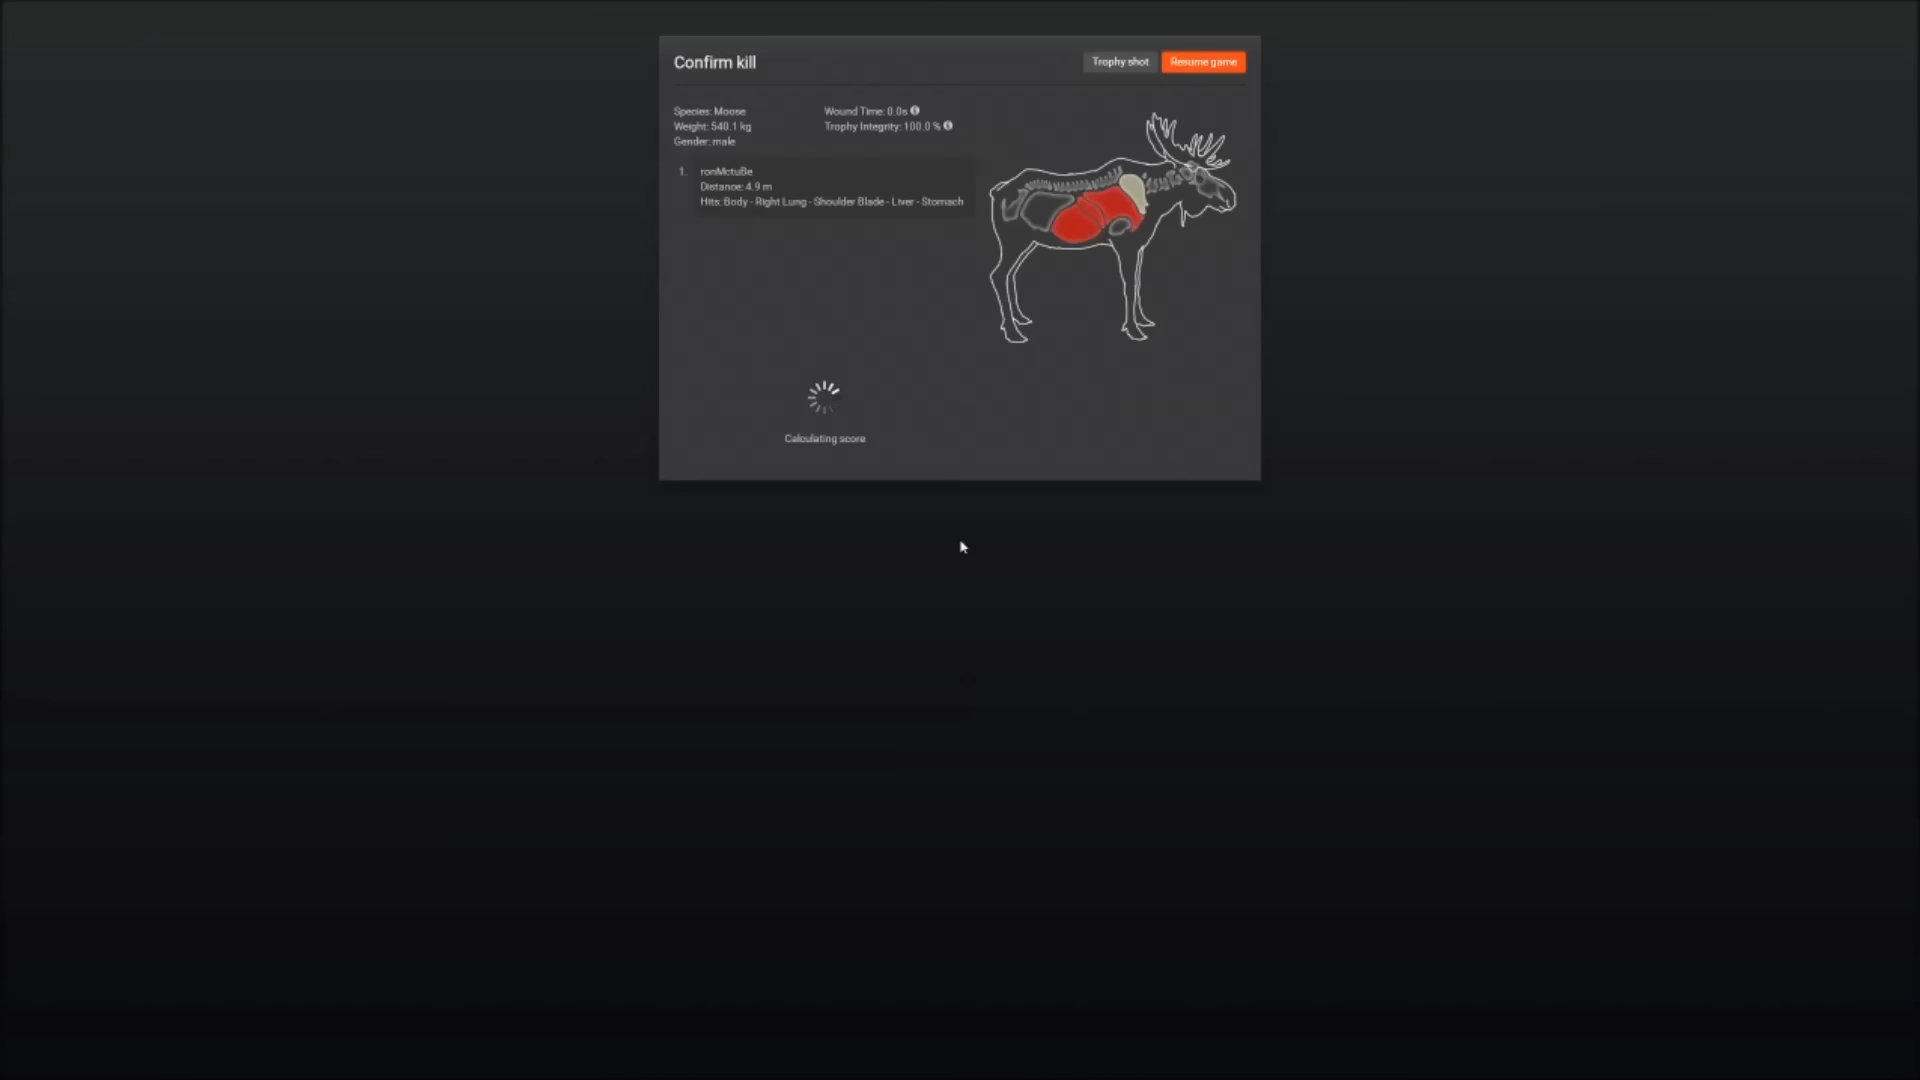 Confirm kill
Trophy shot
Resume game
Species: Moose
Weight: 540.1 kg
Gender: male
Wound Time: 0.0s
Trophy Integrity: 100.0 %
1. ronMctuBe
Distance: 4.9 m
Hits: Body - Right Lung - Shoulder Blade - Liver - Stomach
Calculating score